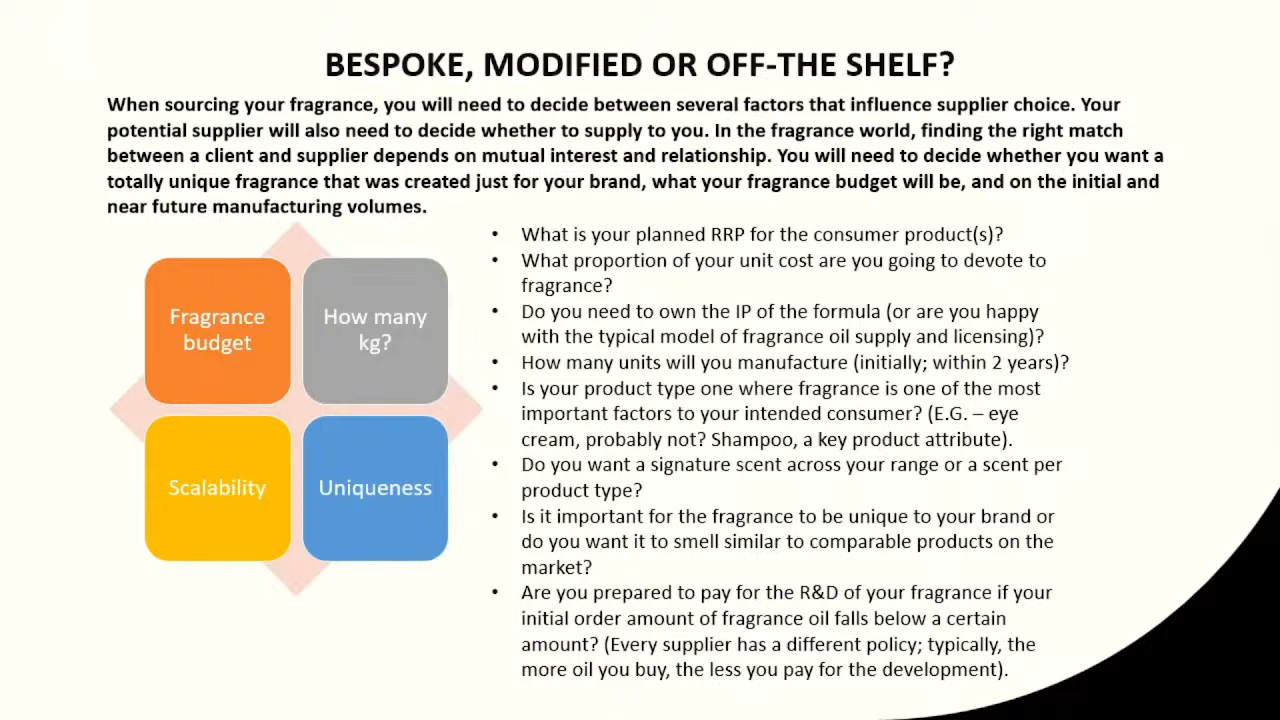 BESPOKE, MODIFIED OR OFF-THE SHELF?
When sourcing your fragrance, you will need to decide between several factors that influence supplier choice. Your
potential supplier will also need to decide whether to supply to you. In the fragrance world, finding the right match
between a client and supplier depends on mutual interest and relationship. You will need to decide whether you want a
totally unique fragrance that was created just for your brand, what your fragrance budget will be, and on the initial and
near future manufacturing volumes.
Fragrance
budget
How many
kg?
Scalability
Uniqueness
• What is your planned RRP for the consumer product(s)?
• What proportion of your unit cost are you going to devote to
fragrance?
• Do you need to own the IP of the formula (or are you happy
with the typical model of fragrance oil supply and licensing)?
• How many units will you manufacture (initially; within 2 years)?
• Is your product type one where fragrance is one of the most
important factors to your intended consumer? (E.G. – eye
cream, probably not? Shampoo, a key product attribute).
• Do you want a signature scent across your range or a scent per
product type?
• Is it important for the fragrance to be unique to your brand or
do you want it to smell similar to comparable products on the
market?
• Are you prepared to pay for the R&D of your fragrance if your
initial order amount of fragrance oil falls below a certain
amount? (Every supplier has a different policy; typically, the
more oil you buy, the less you pay for the development).